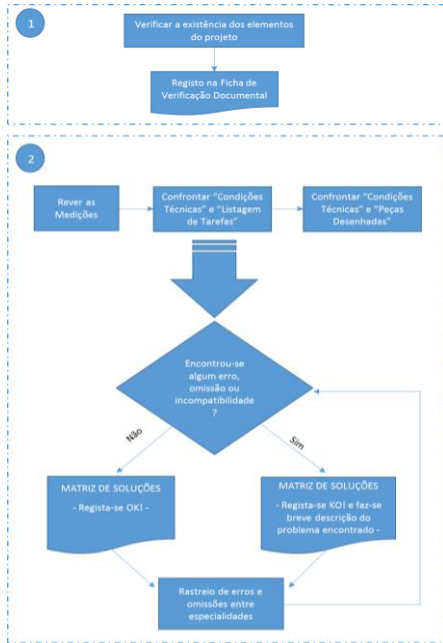 1
Verificar a existência dos elementos
do projeto
Registo na Ficha de
Verificação Documental
2
Rever as
Medições
Confrontar “Condições
Técnicas” e “Listagem
de Tarefas”
Confrontar “Condições
Técnicas” e “Peças
Desenhadas”
Encontrou-se
algum erro,
omissão ou
incompatibilidade
?
Não
Sim
MATRIZ DE SOLUÇÕES
- Regista-se OK! -
MATRIZ DE SOLUÇÕES
- Regista-se KO! e faz-se
breve descrição do
problema encontrado -
Rastreio de erros e
omissões entre
especialidades